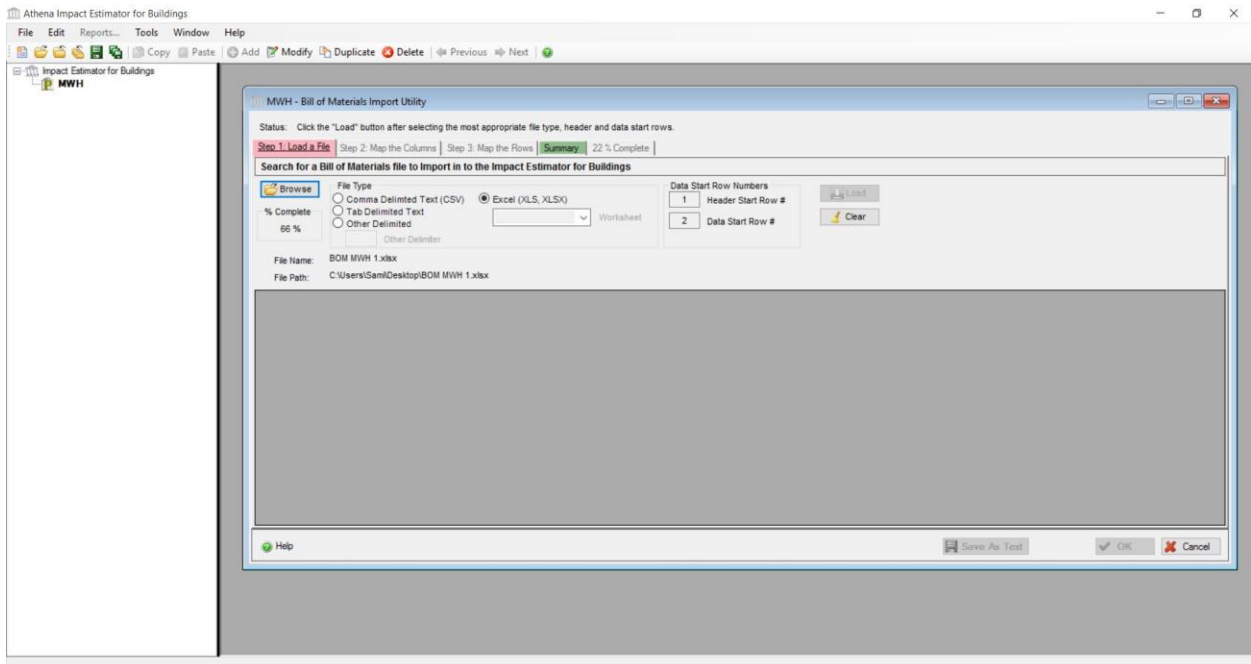 Athena Impact Estimator for Buildings
File Edit Reports... Tools Window Help
Copy Paste Add Modify Duplicate Delete Previous Next
Impact Estimator for Buildings
MWH
MWH - Bill of Materials Import Utility
Status: Click the "Load" button after selecting the most appropriate file type, header and data start rows.
Step 1: Load a File Step 2: Map the Columns Step 3: Map the Rows Summary 22 % Complete
Search for a Bill of Materials file to Import in to the Impact Estimator for Buildings
Browse
% Complete
66 %
File Type
Comma Delimted Text (CSV) Excel (XLS, XLSX)
Tab Delimited Text Worksheet
Other Delimited
Other Delimiter
Data Start Row Numbers
1 Header Start Row #
2 Data Start Row #
Load
Clear
File Name: BOM MWH 1.xlsx
File Path: C:\Users\Sami\Desktop\BOM MWH 1.xlsx
Help Save As Text OK Cancel